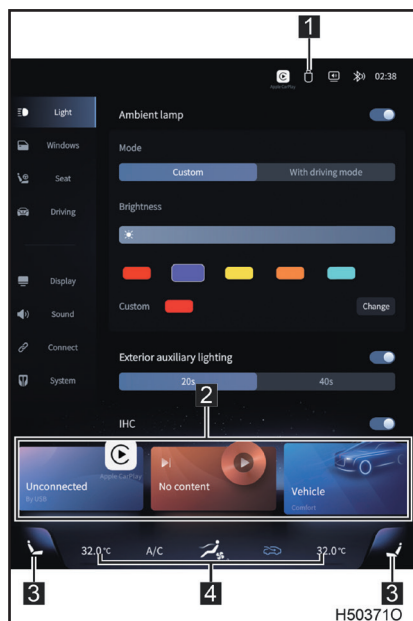 1
Apple CarPlay
02:38
Light
Ambient lamp
Windows
Mode
Custom
With driving mode
Seat
Driving
Brightness
Display
Sound
Custom
Change
Connect
Exterior auxiliary lighting
System
20s
40s
2
IHC
Unconnected
By USB
Apple CarPlay
No content
Vehicle
Comfort
32.0°C
A/C
32.0°C
3
4
3
H50371O